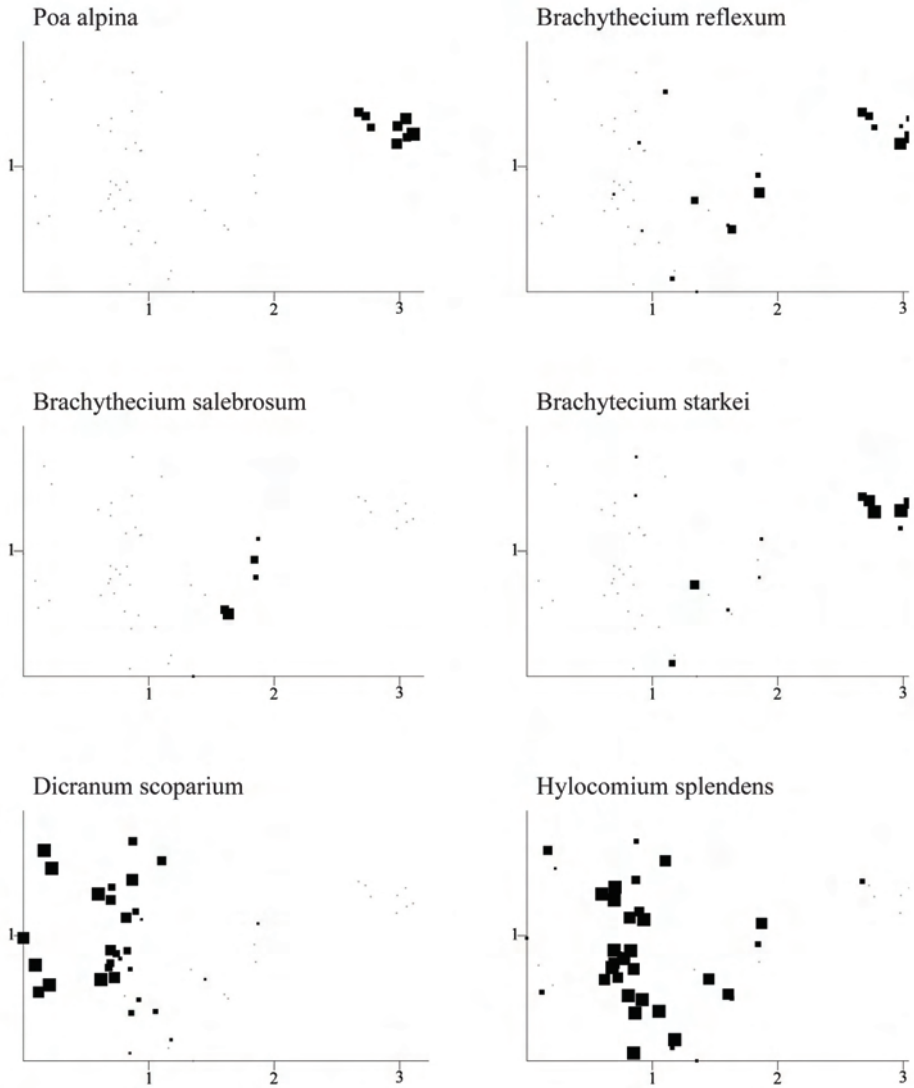 Poa alpina
Brachythecium reflexum
1
1 2 3
1
1 2 3
Brachythecium salebrosum
Brachytecium starkei
1
1 2 3
1
1 2 3
Dicranum scoparium
Hylocomium splendens
1
1 2 3
1
1 2 3